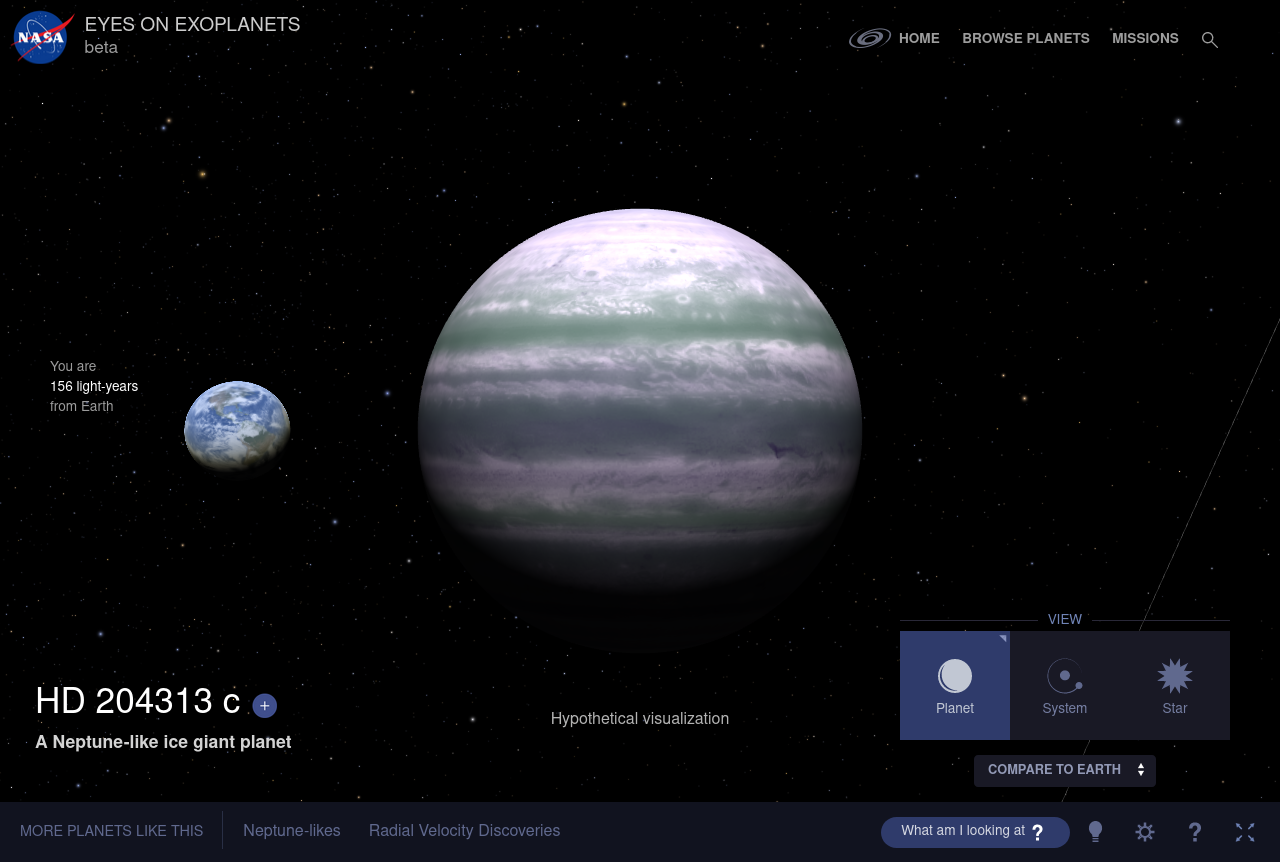 NASA
EYES ON EXOPLANETS
beta
HOME
BROWSE PLANETS
MISSIONS
You are
156 light-years
from Earth
HD 204313 c +
A Neptune-like ice giant planet
Hypothetical visualization
VIEW
Planet
System
Star
COMPARE TO EARTH
MORE PLANETS LIKE THIS
Neptune-likes
Radial Velocity Discoveries
What am I looking at ?
?